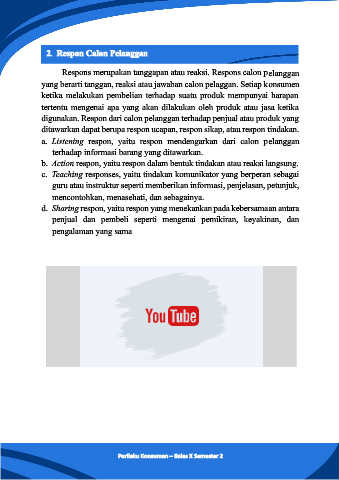 2. Respon Calon Pelanggan
Respons merupakan tanggapan atau reaksi. Respons calon pelanggan
yang berarti tanggan, reaksi atau jawaban calon pelaggan. Setiap konsumen
ketika melakukan pembelian terhadap suatu produk mempunyai harapan
tertentu mengenai apa yang akan dilakukan oleh produk atau jasa ketika
digunakan. Respon dari calon pelanggan terhadap penjual atau produk yang
ditawarkan dapat berupa respon ucapan, respon sikap, atau respon tindakan.
a. Listening respon, yaitu respon mendengarkan dari calon pelanggan
terhadap informasi barang yang ditawarkan.
b. Action respon, yaitu respon dalam bentuk tindakan atau reaksi langsung.
c. Teaching responses, yaitu tindakan komunikator yang berperan sebagai
guru atau instruktur seperti memberikan informasi, penjelasan, petunjuk,
mencontohkan, menasehati, dan sebagainya.
d. Sharing respon, yaitu respon yang menekankan pada kebersamaan antara
penjual dan pembeli seperti mengenai pemikiran, keyakinan, dan
pengalaman yang sama
YouTube
Perilaku Konsumen – Kelas X Semester 2